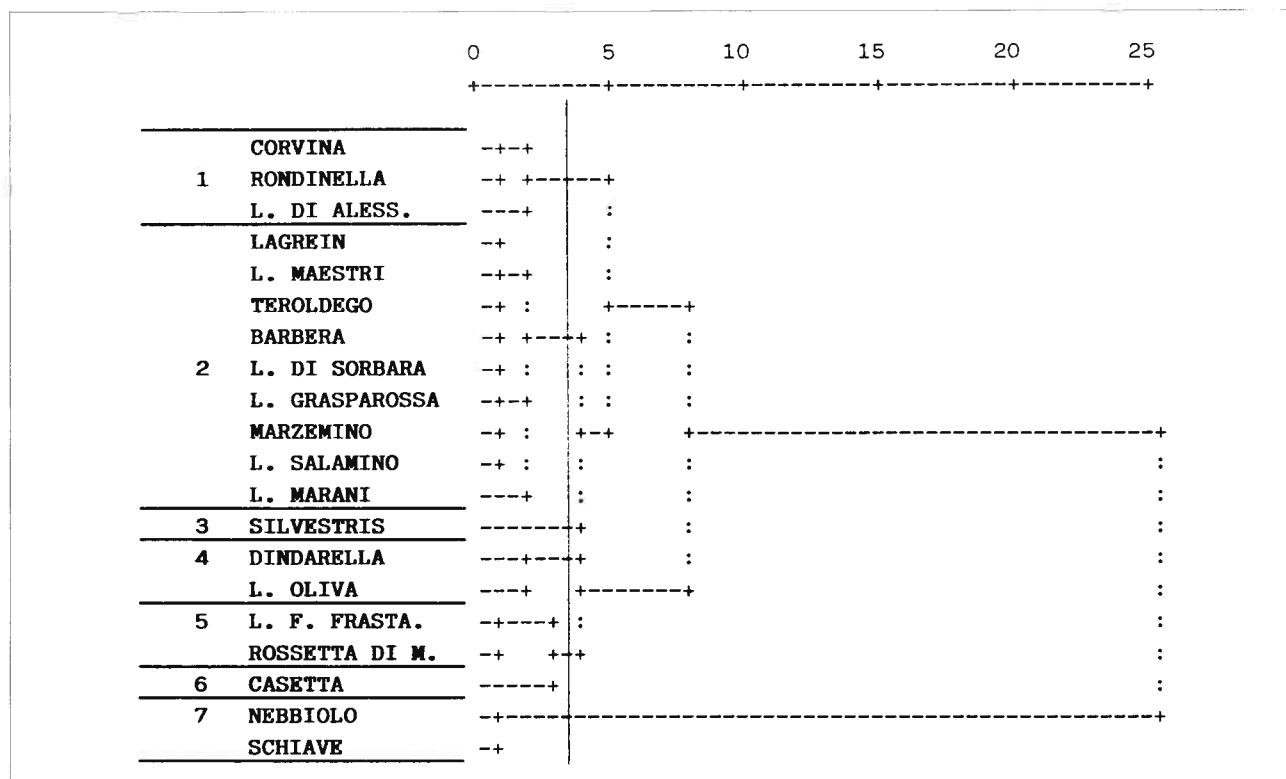 0 5 10 15 20 25
+---------+---------+---------+---------+---------+
CORVINA -+-+
1 RONDINELLA -+ +-----+
L. DI ALESS. ---+ :
LAGREIN -+ :
L. MAESTRI -+-+ :
TEROLDEGO -+ : +-----+
BARBERA -+ +---+ : :
2 L. DI SORBARA -+ : : : :
L. GRASPAROSSA -+-+ : : :
MARZEMINO -+ : +-+ +----------------------------------+
L. SALAMINO -+ : : : :
L. MARANI ---+ : : :
3 SILVESTRIS -------+ : :
4 DINDARELLA ---+---+ : :
L. OLIVA ---+ +-------+ :
5 L. F. FRASTA. -+---+ : :
ROSSETTA DI M. -+ +-+ :
6 CASETTA -----+ :
7 NEBBIOLO -+-------------------------------------------------+
SCHIAVE -+